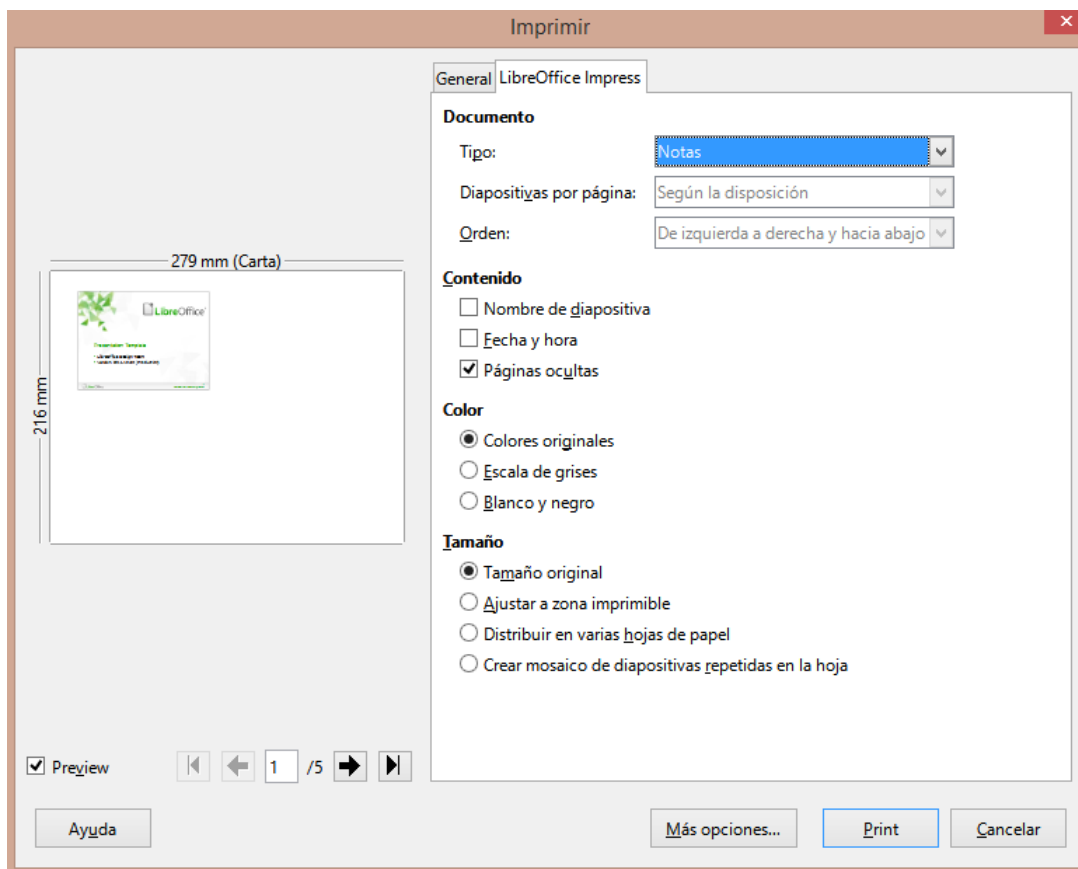 Imprimir
General
LibreOffice Impress
Documento
Tipo:
Notas
Diapositivas por página:
Según la disposición
Orden:
De izquierda a derecha y hacia abajo
279 mm (Carta)
216 mm
LibreOffice
Presentation Template
Contenido
Nombre de diapositiva
Fecha y hora
Páginas ocultas
Color
Colores originales
Escala de grises
Blanco y negro
Tamaño
Tamaño original
Ajustar a zona imprimible
Distribuir en varias hojas de papel
Crear mosaico de diapositivas repetidas en la hoja
Preview
1 /5
Ayuda
Más opciones...
Print
Cancelar